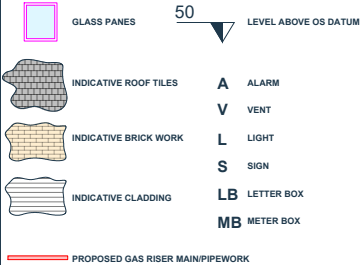 GLASS PANES
INDICATIVE ROOF TILES
INDICATIVE BRICK WORK
INDICATIVE CLADDING
50 LEVEL ABOVE OS DATUM
A ALARM
V VENT
L LIGHT
S SIGN
LB LETTER BOX
MB METER BOX
PROPOSED GAS RISER MAIN/PIPEWORK